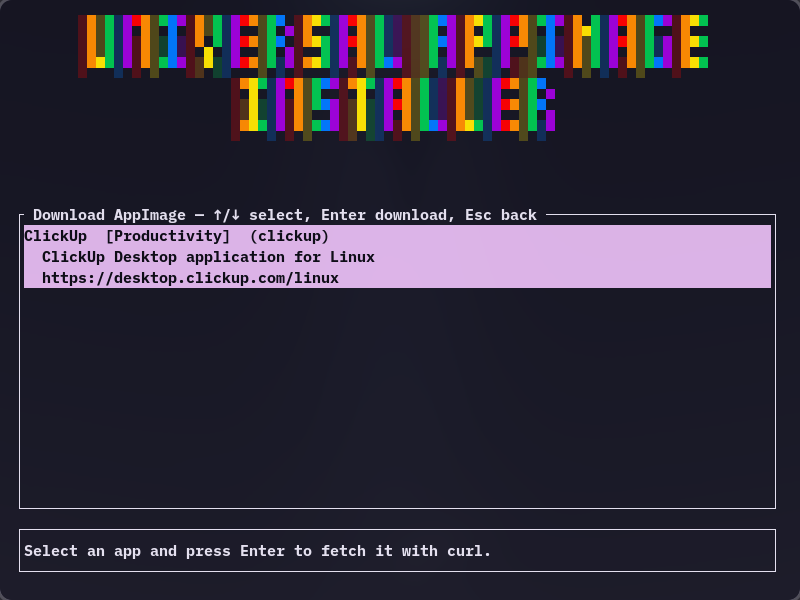 Download AppImage — ↑/↓ select, Enter download, Esc back
ClickUp [Productivity] (clickup)
ClickUp Desktop application for Linux
https://desktop.clickup.com/linux
Select an app and press Enter to fetch it with curl.